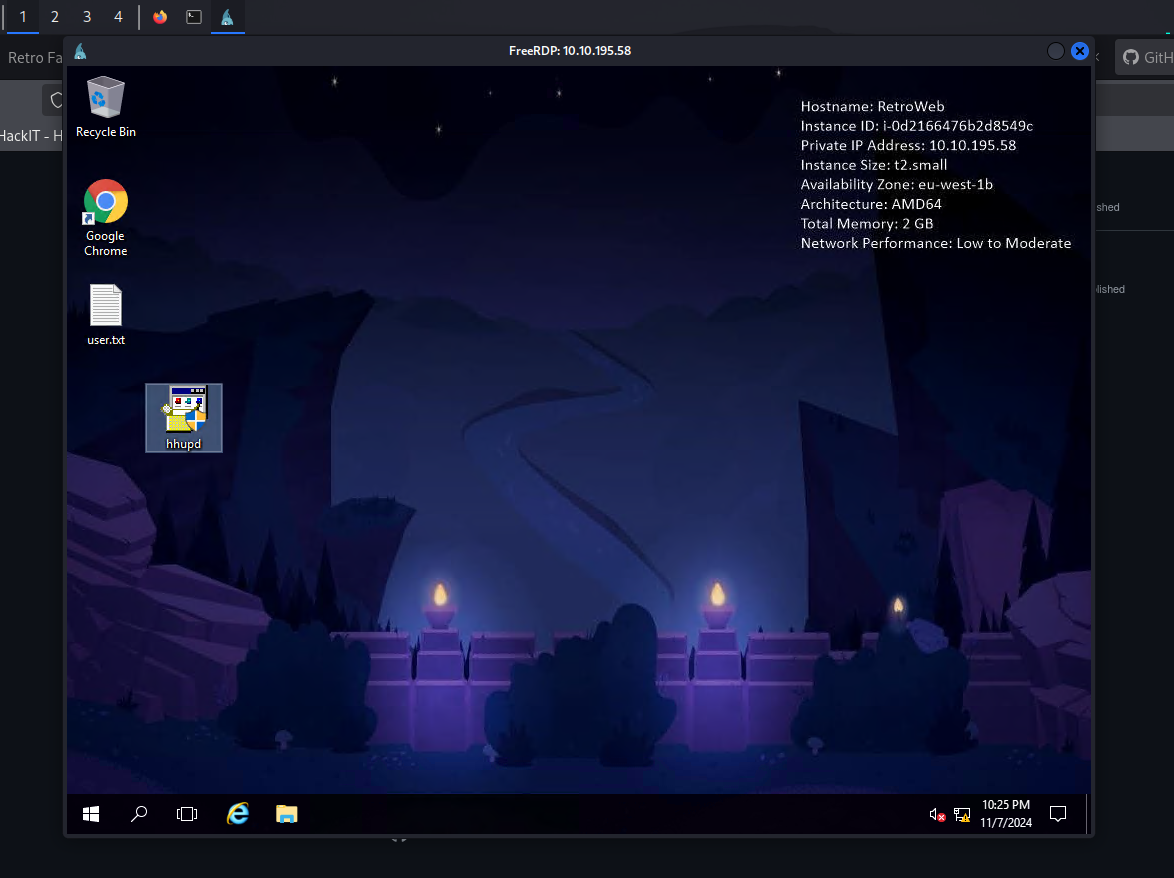 1 2 3 4
FreeRDP: 10.10.195.58
Retro Fa
GitH
HackIT - H
Recycle Bin
Hostname: RetroWeb
Instance ID: i-0d2166476b2d8549c
Private IP Address: 10.10.195.58
Instance Size: t2.small
Availability Zone: eu-west-1b
Architecture: AMD64
Total Memory: 2 GB
Network Performance: Low to Moderate
shed
Google
Chrome
lished
user.txt
hhupd
10:25 PM
11/7/2024